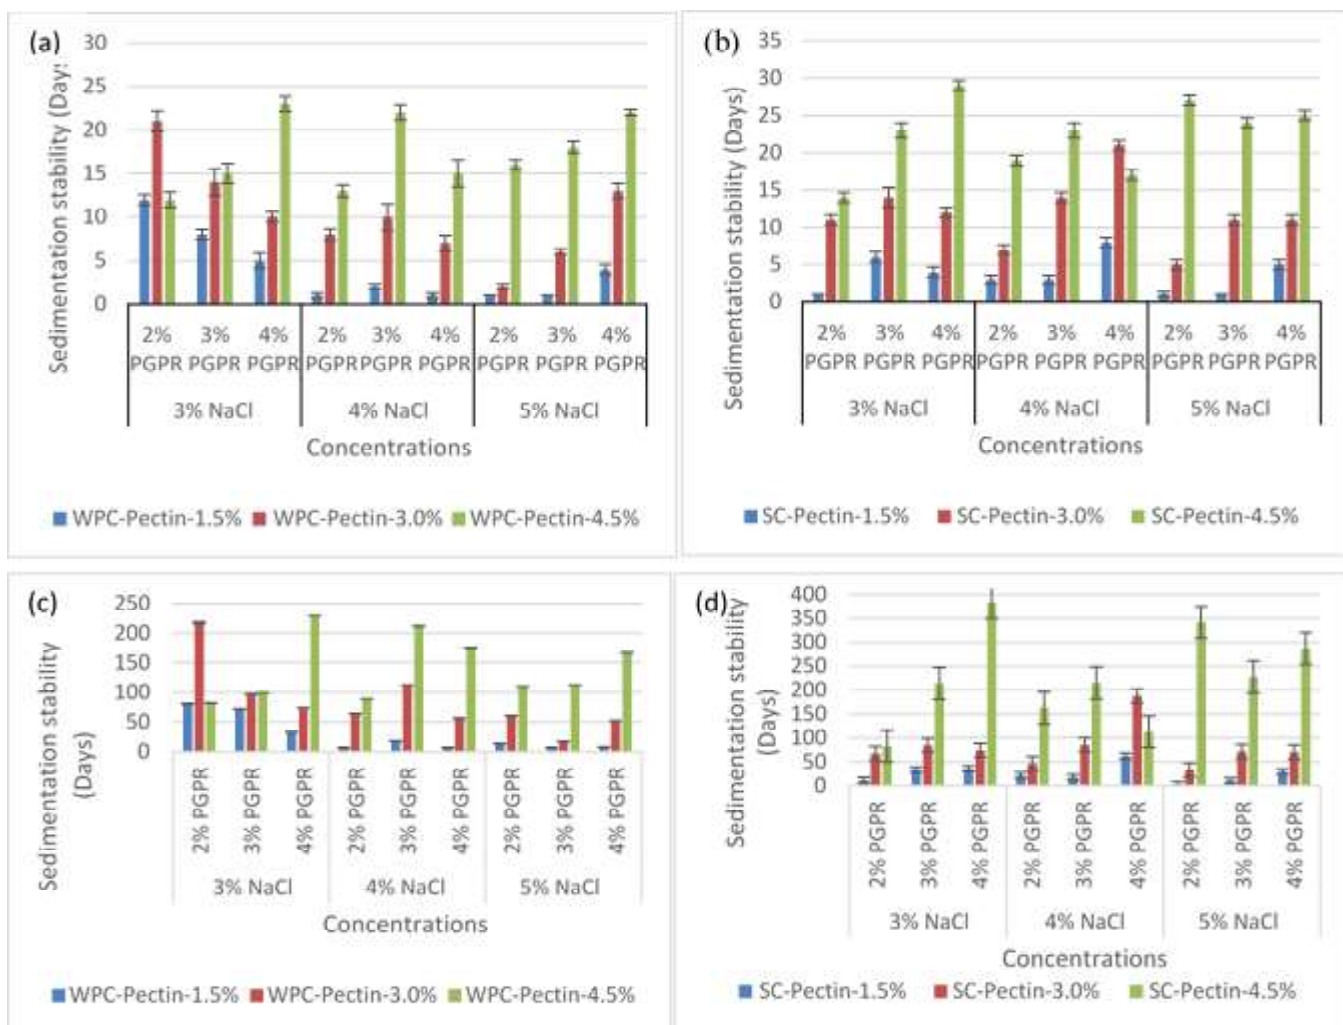 (a)
Sedimentation stability (Day:
30
25
20
15
10
5
0
2% 3% 4% 2% 3% 4% 2% 3% 4%
PGPR PGPR PGPR PGPR PGPR PGPR PGPR PGPR PGPR
3% NaCl 4% NaCl 5% NaCl
Concentrations
WPC-Pectin-1.5% WPC-Pectin-3.0% WPC-Pectin-4.5%
(b)
Sedimentation stability (Days)
35
30
25
20
15
10
5
0
2% 3% 4% 2% 3% 4% 2% 3% 4%
PGPR PGPR PGPR PGPR PGPR PGPR PGPR PGPR PGPR
3% NaCl 4% NaCl 5% NaCl
Concentrations
SC-Pectin-1.5% SC-Pectin-3.0% SC-Pectin-4.5%
(c)
Sedimentation stability
(Days)
250
200
150
100
50
0
2% PGPR 3% PGPR 4% PGPR 2% PGPR 3% PGPR 4% PGPR 2% PGPR 3% PGPR 4% PGPR
3% NaCl 4% NaCl 5% NaCl
Concentrations
WPC-Pectin-1.5% WPC-Pectin-3.0% WPC-Pectin-4.5%
(d)
Sedimentation stability
(Days)
400
350
300
250
200
150
100
50
0
2% PGPR 3% PGPR 4% PGPR 2% PGPR 3% PGPR 4% PGPR 2% PGPR 3% PGPR 4% PGPR
3% NaCl 4% NaCl 5% NaCl
Concentrations
SC-Pectin-1.5% SC-Pectin-3.0% SC-Pectin-4.5%